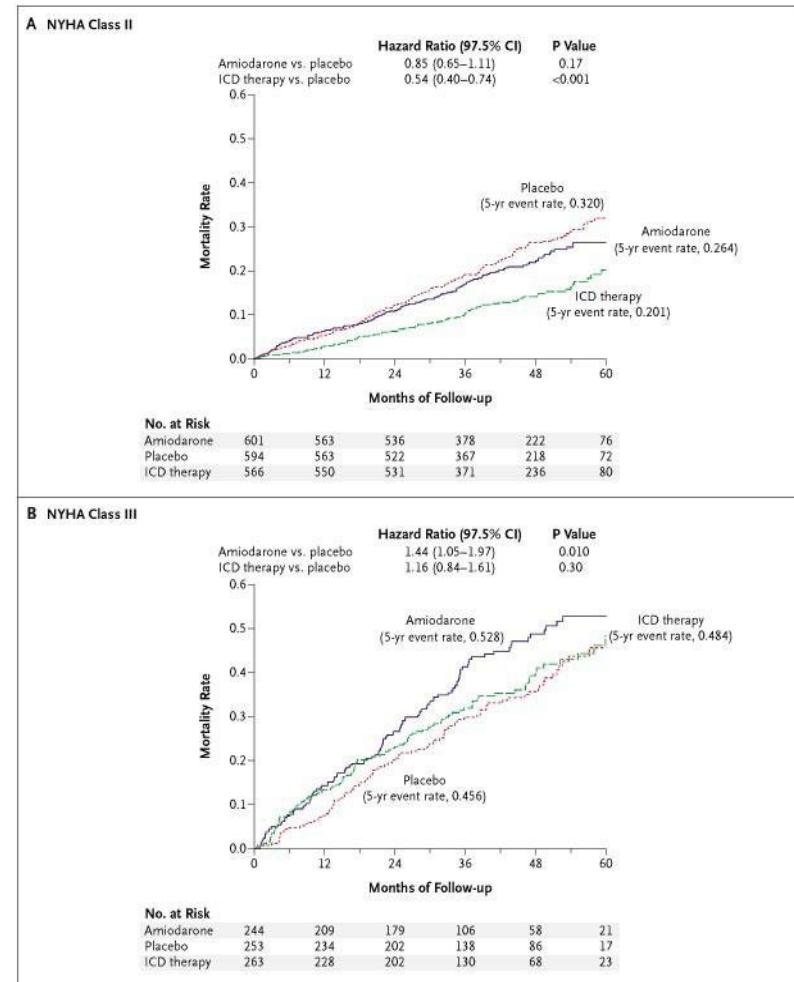 A NYHA Class II
Hazard Ratio (97.5% CI) P Value
Amiodarone vs. placebo 0.85 (0.65–1.11) 0.17
ICD therapy vs. placebo 0.54 (0.40–0.74) <0.001
0.6
0.5
0.4
0.3
0.2
0.1
0.0
Mortality Rate
Placebo
(5-yr event rate, 0.320)
Amiodarone
(5-yr event rate, 0.264)
ICD therapy
(5-yr event rate, 0.201)
0 12 24 36 48 60
Months of Follow-up
No. at Risk
Amiodarone 601 563 536 378 222 76
Placebo 594 563 522 367 218 72
ICD therapy 566 550 531 371 236 80
B NYHA Class III
Hazard Ratio (97.5% CI) P Value
Amiodarone vs. placebo 1.44 (1.05–1.97) 0.010
ICD therapy vs. placebo 1.16 (0.84–1.61) 0.30
0.6
0.5
0.4
0.3
0.2
0.1
0.0
Mortality Rate
Amiodarone
(5-yr event rate, 0.528)
ICD therapy
(5-yr event rate, 0.484)
Placebo
(5-yr event rate, 0.456)
0 12 24 36 48 60
Months of Follow-up
No. at Risk
Amiodarone 244 209 179 106 58 21
Placebo 253 234 202 138 86 17
ICD therapy 263 228 202 130 68 23